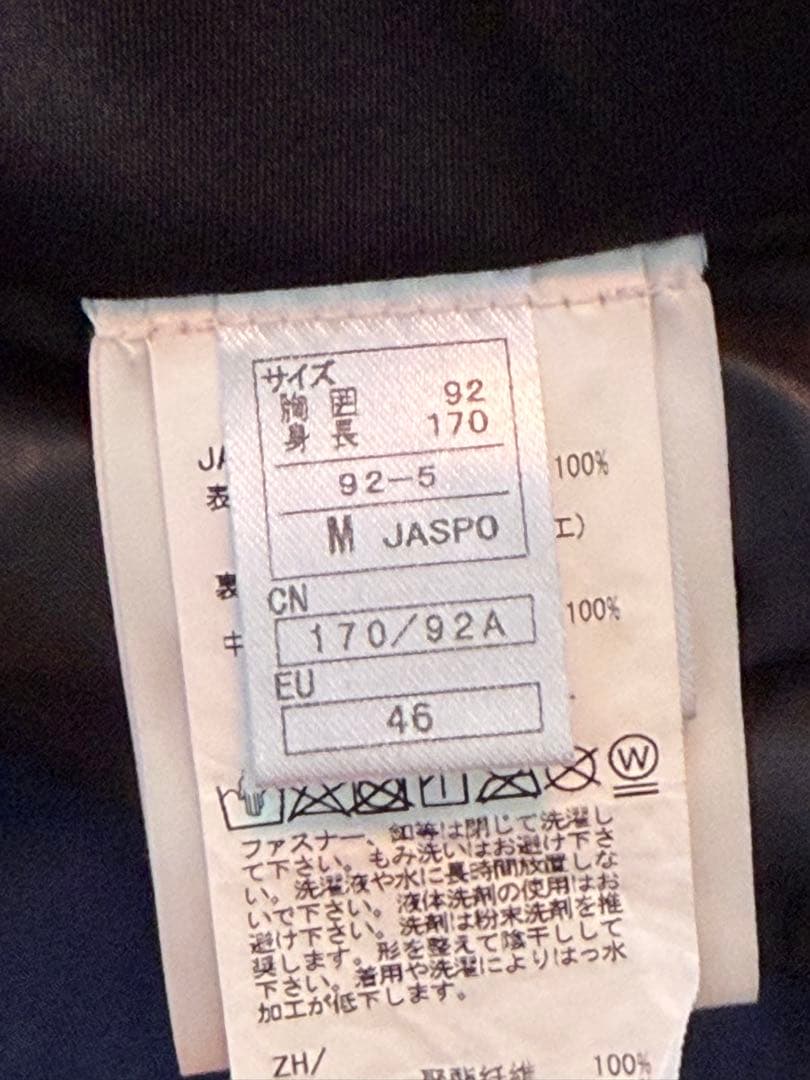 サイズ
胸囲 92
身長 170
92-5
M JASPO
CN
170/92A
EU
46
JA
表 100%
工)
裏 100%
W
ファスナー、釦等は閉じて洗濯し
て下さい。もみ洗いはお避け下さ
い。洗濯液や水に長時間放置しな
いで下さい。液体洗剤の使用はお
避け下さい。洗剤は粉末洗剤を推
奨します。形を整えて陰干しして
下さい。着用や洗濯によりはっ水
加工が低下します。
ZH/
聚酯纤维 100%